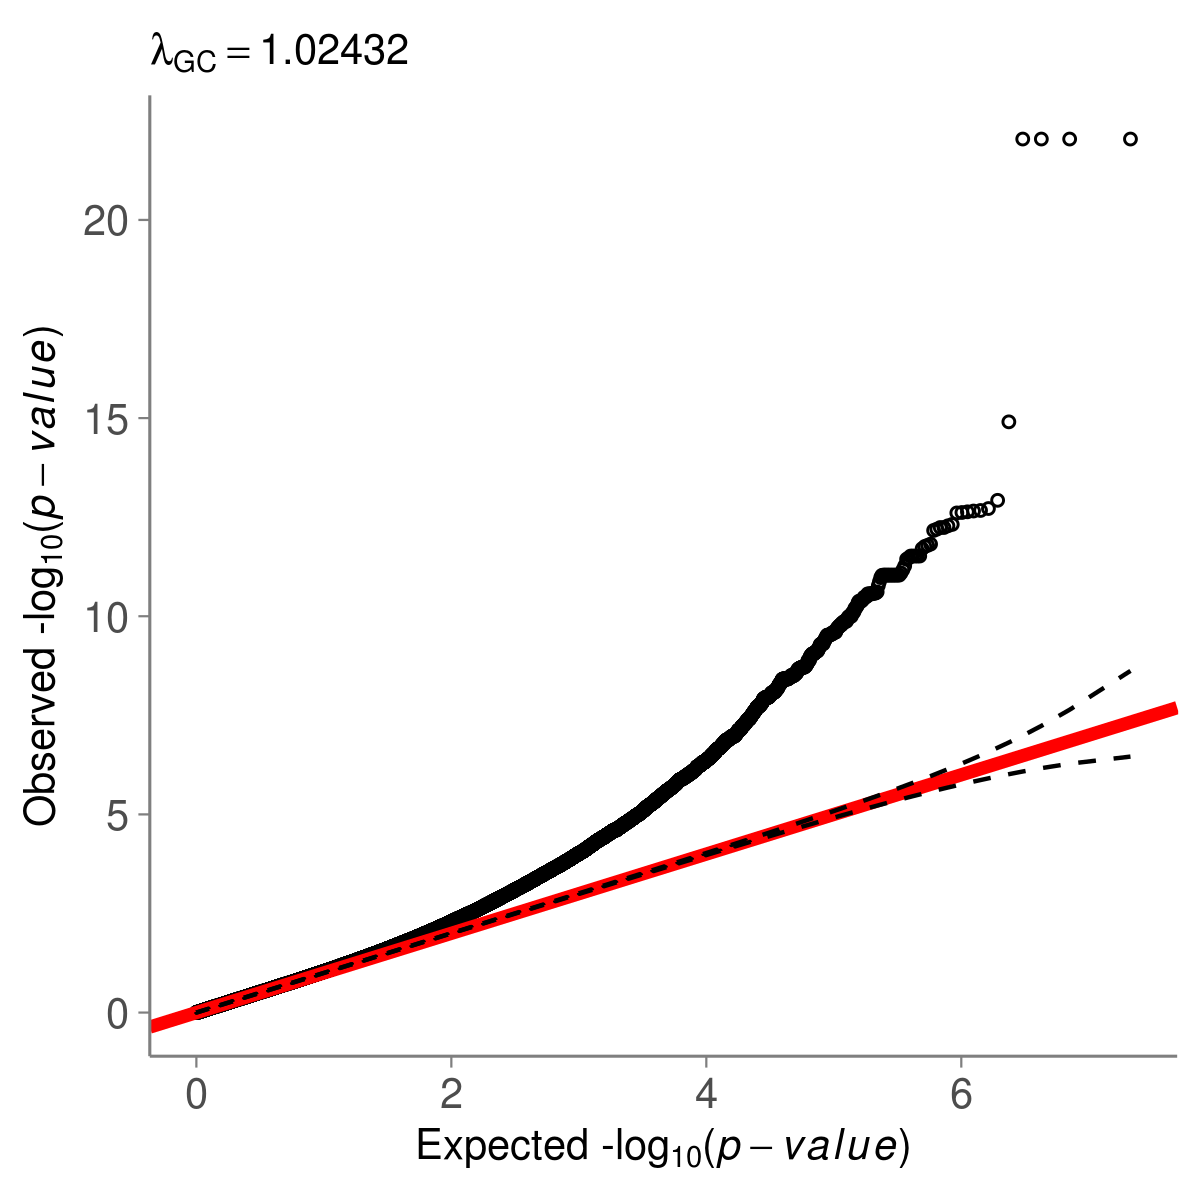 λGC = 1.02432
Observed -log10(p − value)
20
15
10
5
0
0 2 4 6
Expected -log10(p − value)